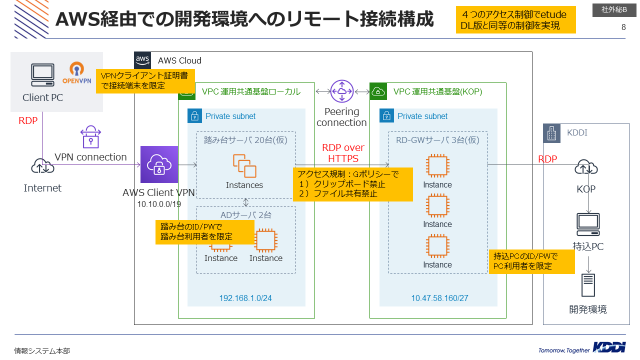 AWS経由での開発環境へのリモート接続構成
４つのアクセス制御でetude
DL版と同等の制御を実現
社外秘B
8
aws
AWS Cloud
OPENVPN
Client PC
VPNクライアント証明書
で接続端末を限定
RDP
VPN connection
Internet
AWS Client VPN
10.10.0.0/19
VPC 運用共通基盤ローカル
Private subnet
踏み台サーバ 20台(仮)
Instances
ADサーバ 2台
踏み台のID/PWで
踏み台利用者を限定
Instance
Instance
192.168.1.0/24
Peering
connection
RDP over
HTTPS
アクセス規制：Gポリシーで
１）クリップボード禁止
２）ファイル共有禁止
VPC 運用共通基盤(KOP)
Private subnet
RD-GWサーバ 3台(仮)
Instance
Instance
Instance
10.47.58.160/27
RDP
KDDI
KOP
持込PC
持込PCのID/PWで
PC利用者を限定
開発環境
情報システム本部
Tomorrow, Together
KDDI